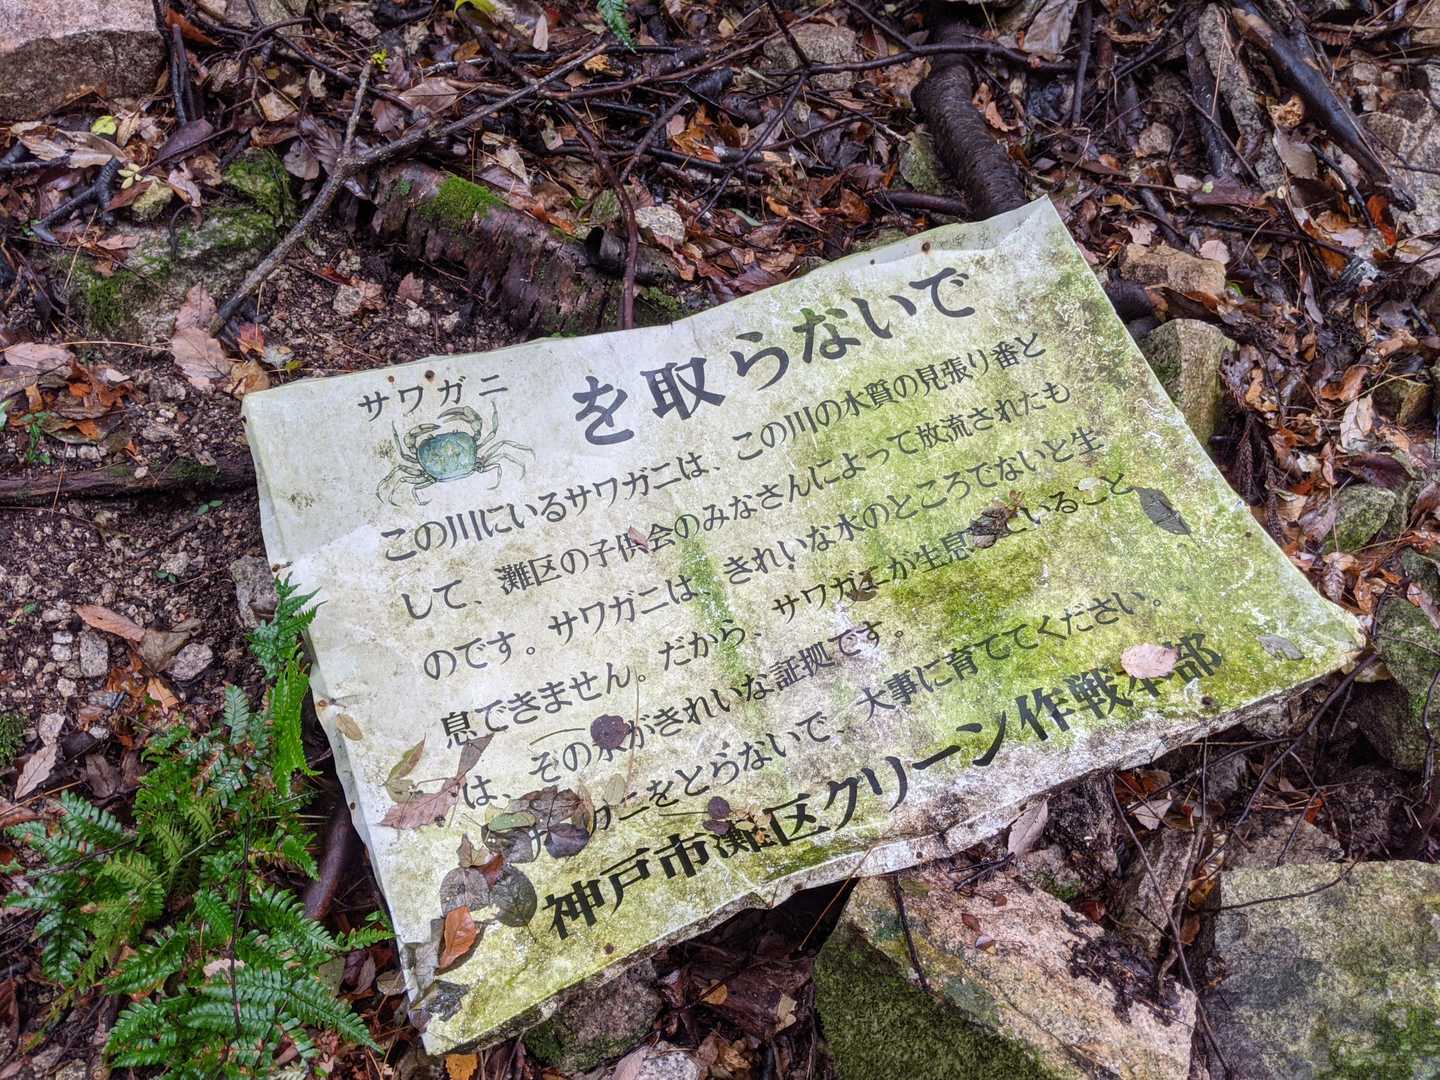 サワガニ
を取らないで
この川にいるサワガニは、この川の水質の見張り番と
して、灘区の子供会のみなさんによって放流されたも
のです。サワガニは、きれいな水のところでないと生
息できません。だから、サワガニが生息していること
は、その水がきれいな証拠です。
ガニをとらないで、大事に育ててください。
神戸市灘区クリーン作戦本部